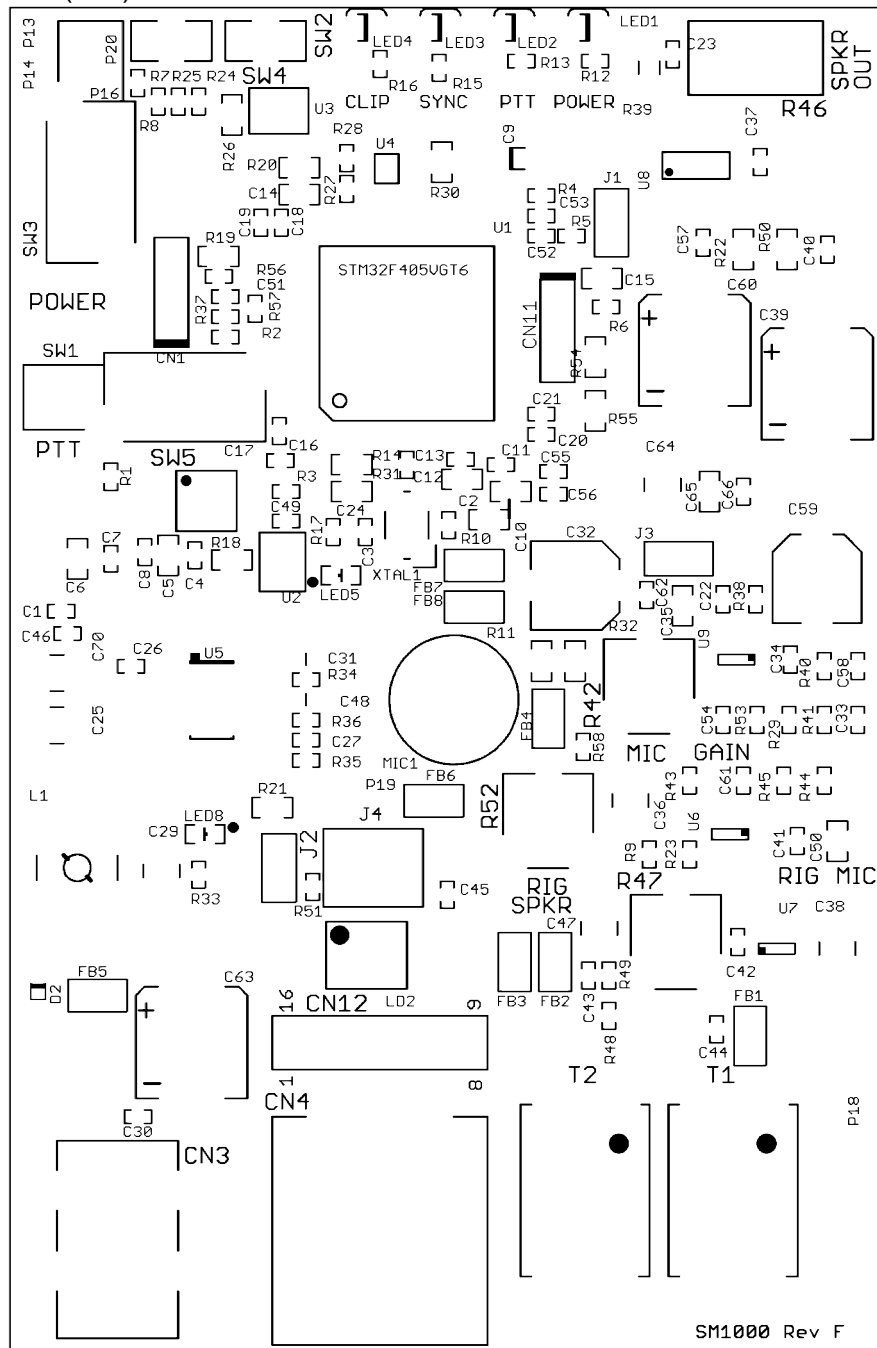 P13
P14
P20
SW2
LED4
LED3
LED2
LED1
C23
SPKR
OUT
R7
R25
R24
SW4
R16
R15
R13
R12
P16
U3
CLIP
SYNC
PTT
POWER
R39
R46
R8
R26
R28
U4
C9
C37
R20
R27
R30
J1
U8
C14
R4
C53
SW3
C19
C18
U1
R5
C52
C57
R22
R50
C40
R19
STM32F405VGT6
R56
C51
C15
C60
POWER
R37
R57
CN11
R6
C39
R2
SW1
CN1
R54
C21
R55
PTT
C17
C16
C20
SW5
R14
C13
C11
C55
C64
R1
R3
R31
C12
C65
C66
C49
C56
R17
C24
C2
C32
C59
C7
R18
C3
R10
C10
J3
C6
C8
C5
C4
U2
LED5
XTAL1
FB7
FB8
C62
C22
R38
C1
C35
C46
R11
R32
U9
C70
C26
U5
C31
R34
C34
R40
C58
C48
R42
C25
R36
FB4
C54
R53
R29
R41
C33
C27
R58
MIC GAIN
R35
MIC1
P19
FB6
R43
C61
R45
R44
L1
R21
R52
LED8
J4
C36
U6
C29
J2
R9
R23
C41
C50
R33
R51
C45
RIG
SPKR
R47
RIG MIC
C47
U7
C38
C42
D2
FB5
C63
CN12
LD2
FB3
FB2
C43
R49
16
9
FB1
R48
C44
1
8
T2
T1
CN4
C30
CN3
P18
SM1000 Rev F